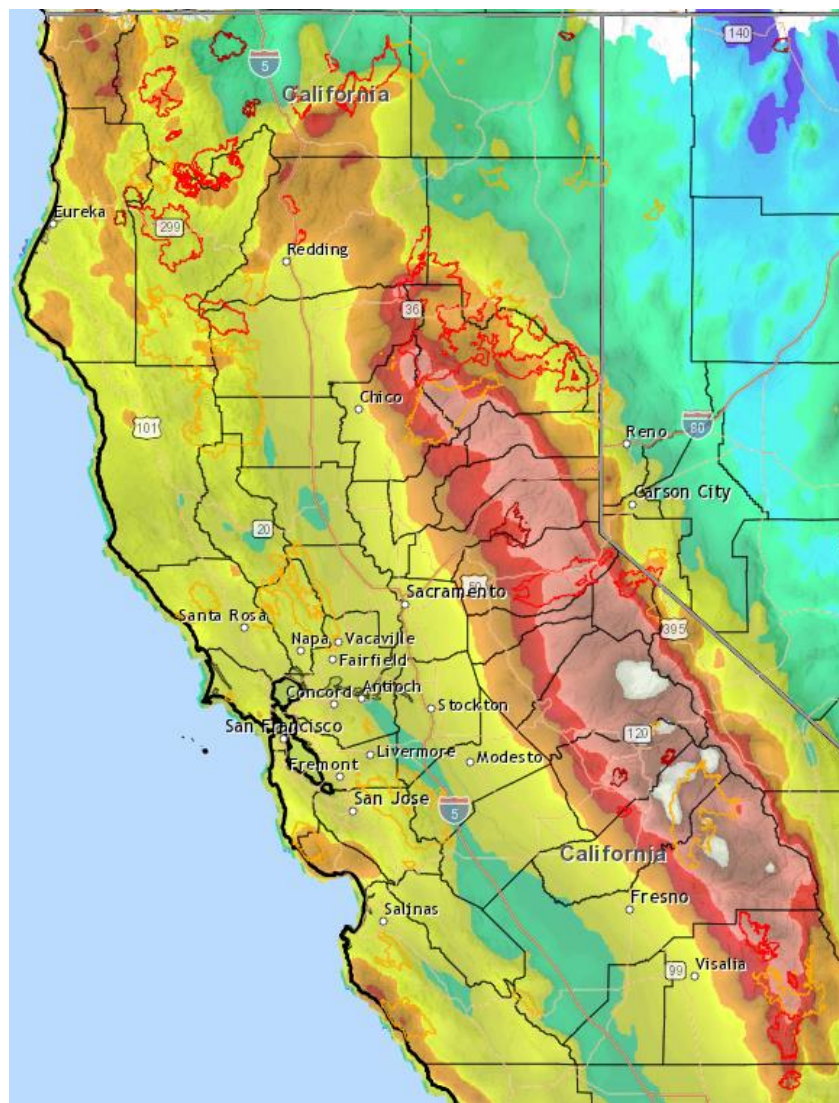 140
5
California
Eureka
299
Redding
36
Chico
101
Reno
80
Carson City
20
Sacramento
50
Santa Rosa
Napa
Vacaville
395
Fairfield
Concord
Antioch
Stockton
San Francisco
120
Livermore
Modesto
Fremont
San Jose
5
California
Fresno
Salinas
99
Visalia